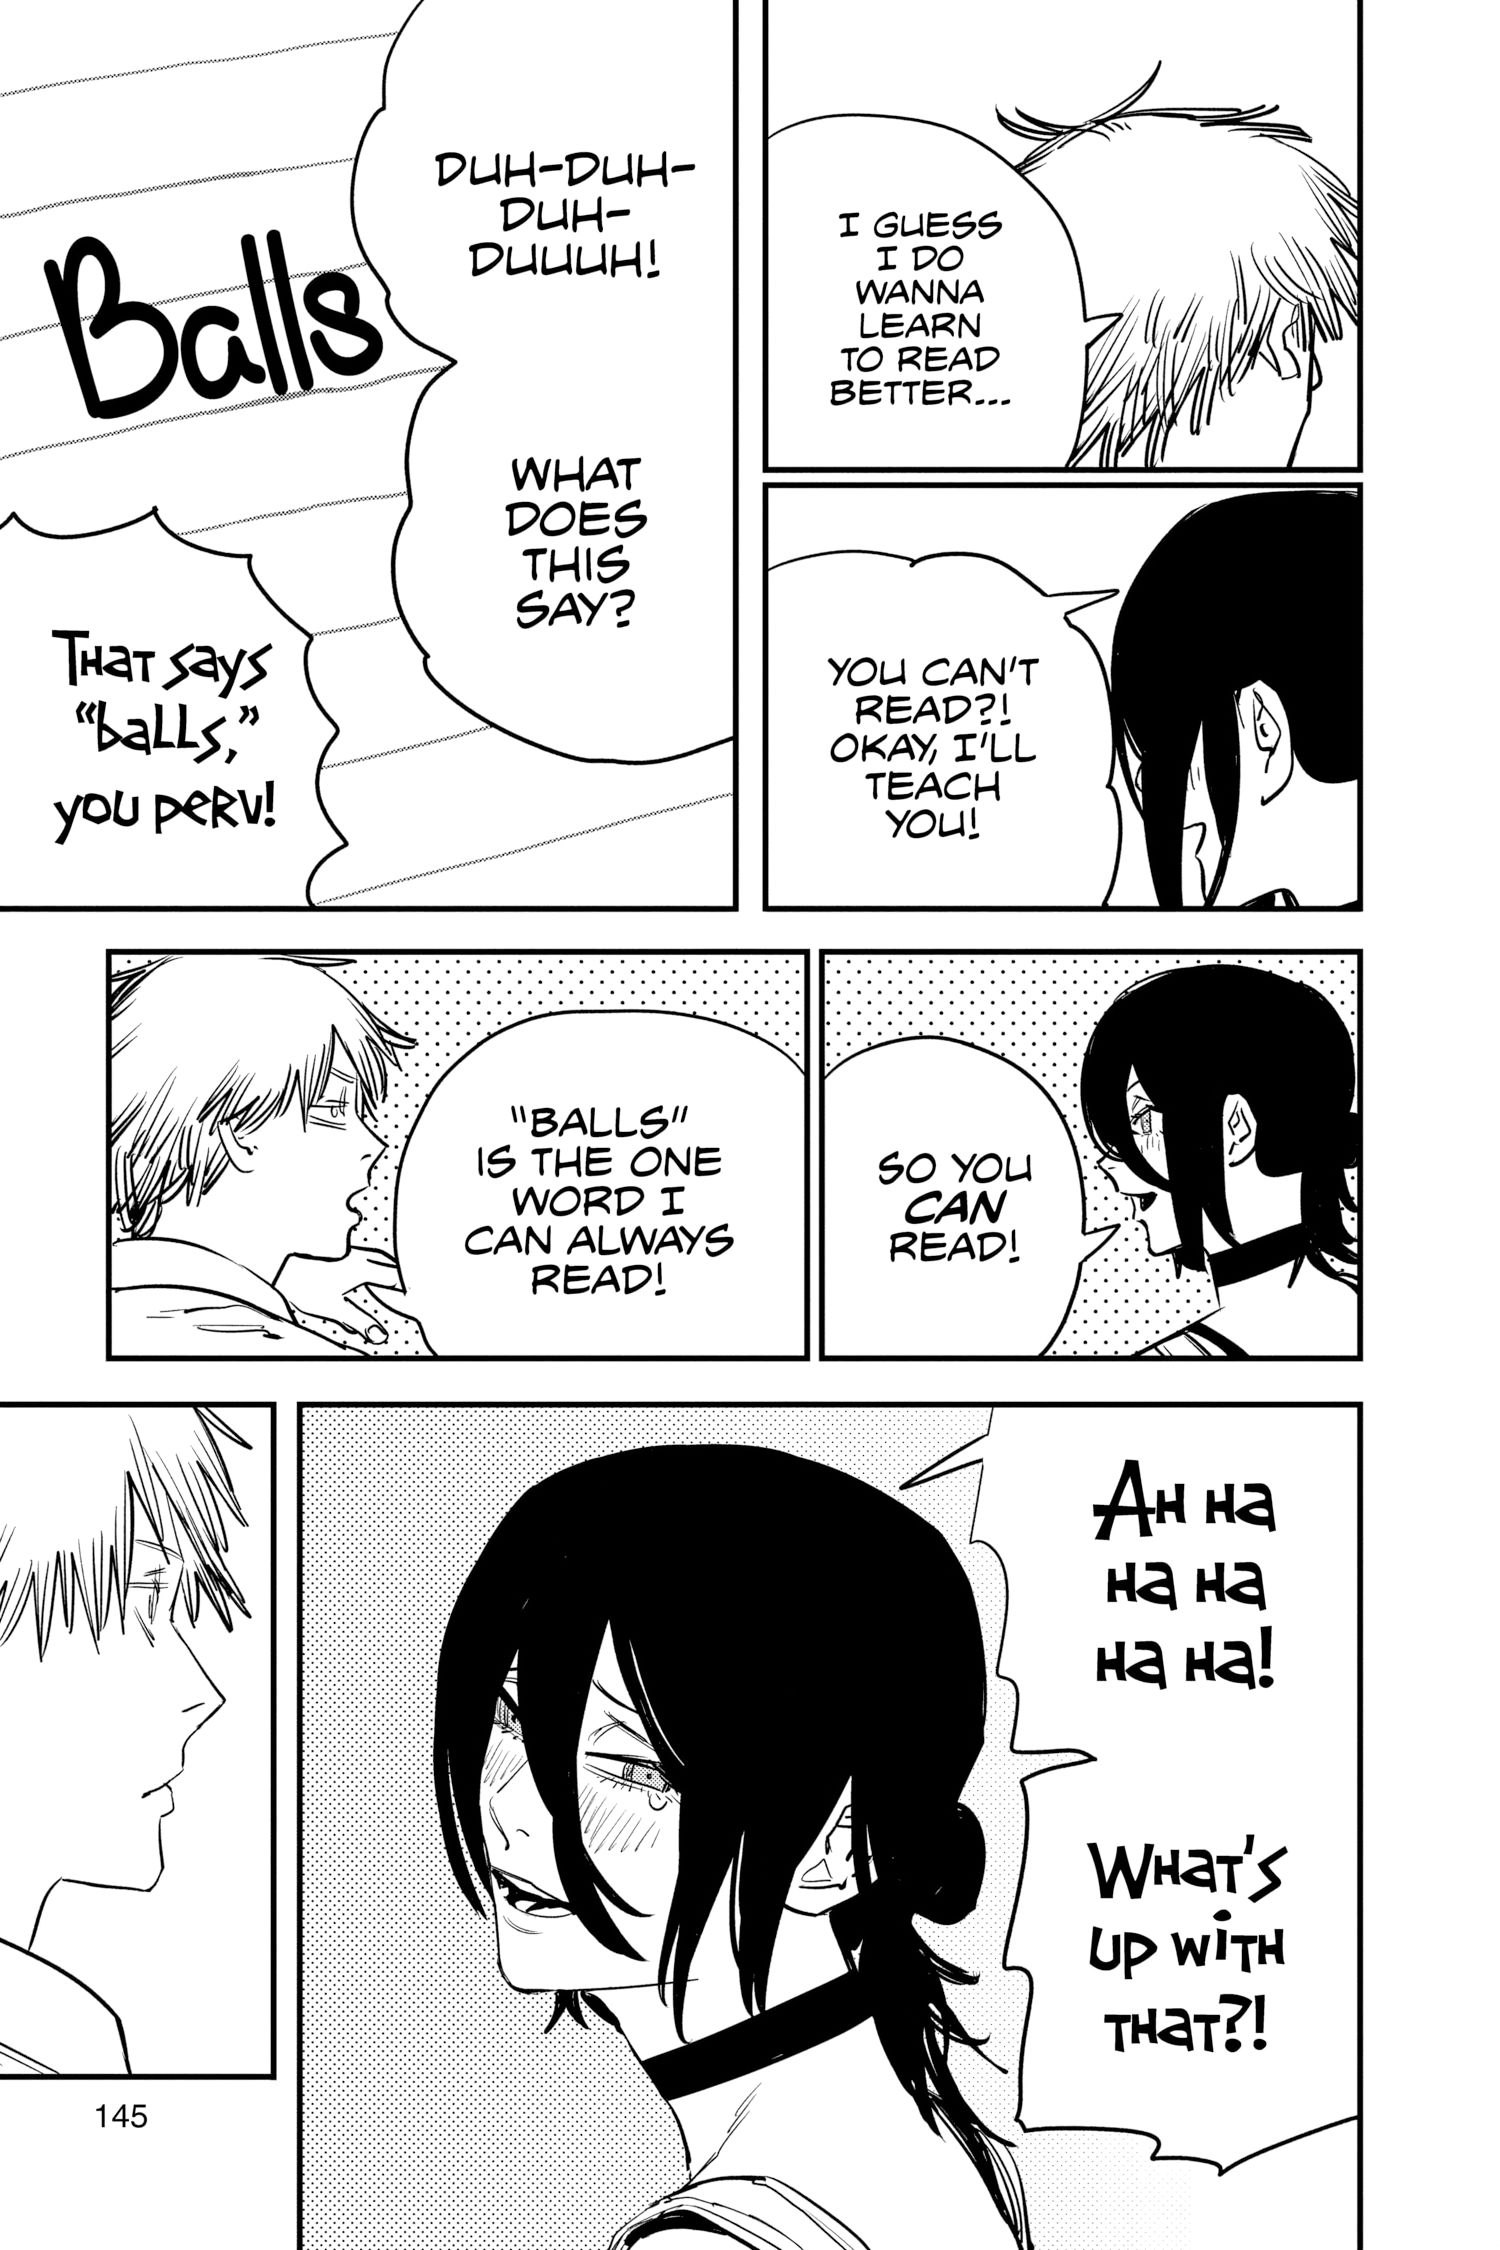 I GUESS
I DO
WANNA
LEARN
TO READ
BETTER...
YOU CAN'T
READ?!
OKAY, I'LL
TEACH
YOU!
DUH-DUH-
DUH-
DUUUH!
WHAT
DOES
THIS
SAY?
Balls
THAT SAYS
“BALLS,”
YOU PERV!
SO YOU
CAN
READ!
"BALLS"
IS THE ONE
WORD I
CAN ALWAYS
READ!
AH HA
HA HA
HA HA!
WHAT'S
UP WITH
THAT?!
145